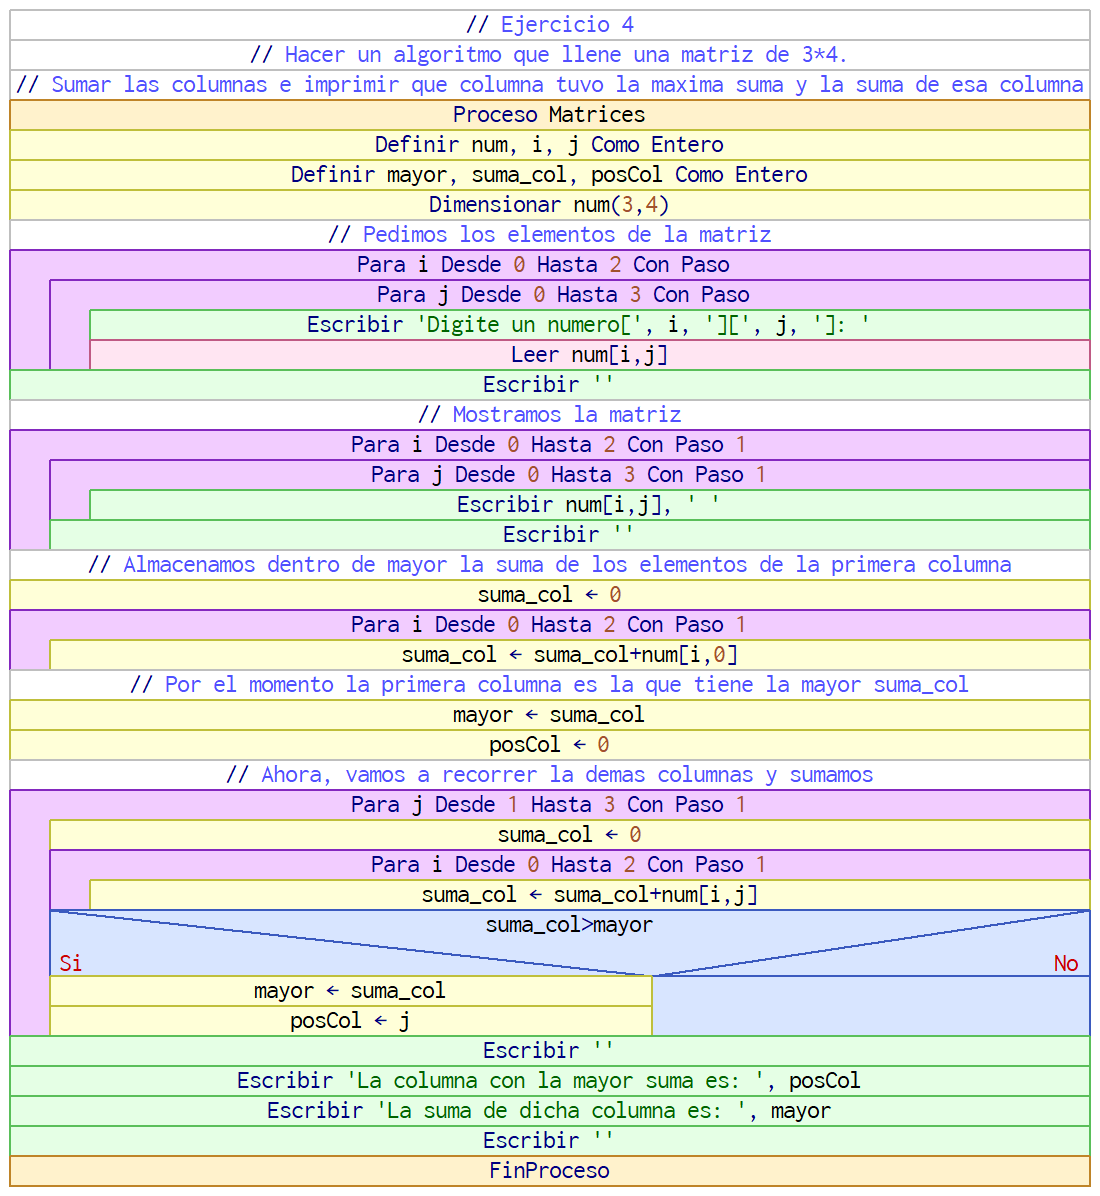 // Ejercicio 4
// Hacer un algoritmo que llene una matriz de 3*4.
// Sumar las columnas e imprimir que columna tuvo la maxima suma y la suma de esa columna
Proceso Matrices
Definir num, i, j Como Entero
Definir mayor, suma_col, posCol Como Entero
Dimensionar num(3,4)
// Pedimos los elementos de la matriz
Para i Desde 0 Hasta 2 Con Paso
Para j Desde 0 Hasta 3 Con Paso
Escribir 'Digite un numero[', i, '][', j, ']: '
Leer num[i,j]
Escribir ''
// Mostramos la matriz
Para i Desde 0 Hasta 2 Con Paso 1
Para j Desde 0 Hasta 3 Con Paso 1
Escribir num[i,j], ' '
Escribir ''
// Almacenamos dentro de mayor la suma de los elementos de la primera columna
suma_col ← 0
Para i Desde 0 Hasta 2 Con Paso 1
suma_col ← suma_col+num[i,0]
// Por el momento la primera columna es la que tiene la mayor suma_col
mayor ← suma_col
posCol ← 0
// Ahora, vamos a recorrer la demas columnas y sumamos
Para j Desde 1 Hasta 3 Con Paso 1
suma_col ← 0
Para i Desde 0 Hasta 2 Con Paso 1
suma_col ← suma_col+num[i,j]
suma_col>mayor
Si No
mayor ← suma_col
posCol ← j
Escribir ''
Escribir 'La columna con la mayor suma es: ', posCol
Escribir 'La suma de dicha columna es: ', mayor
Escribir ''
FinProceso